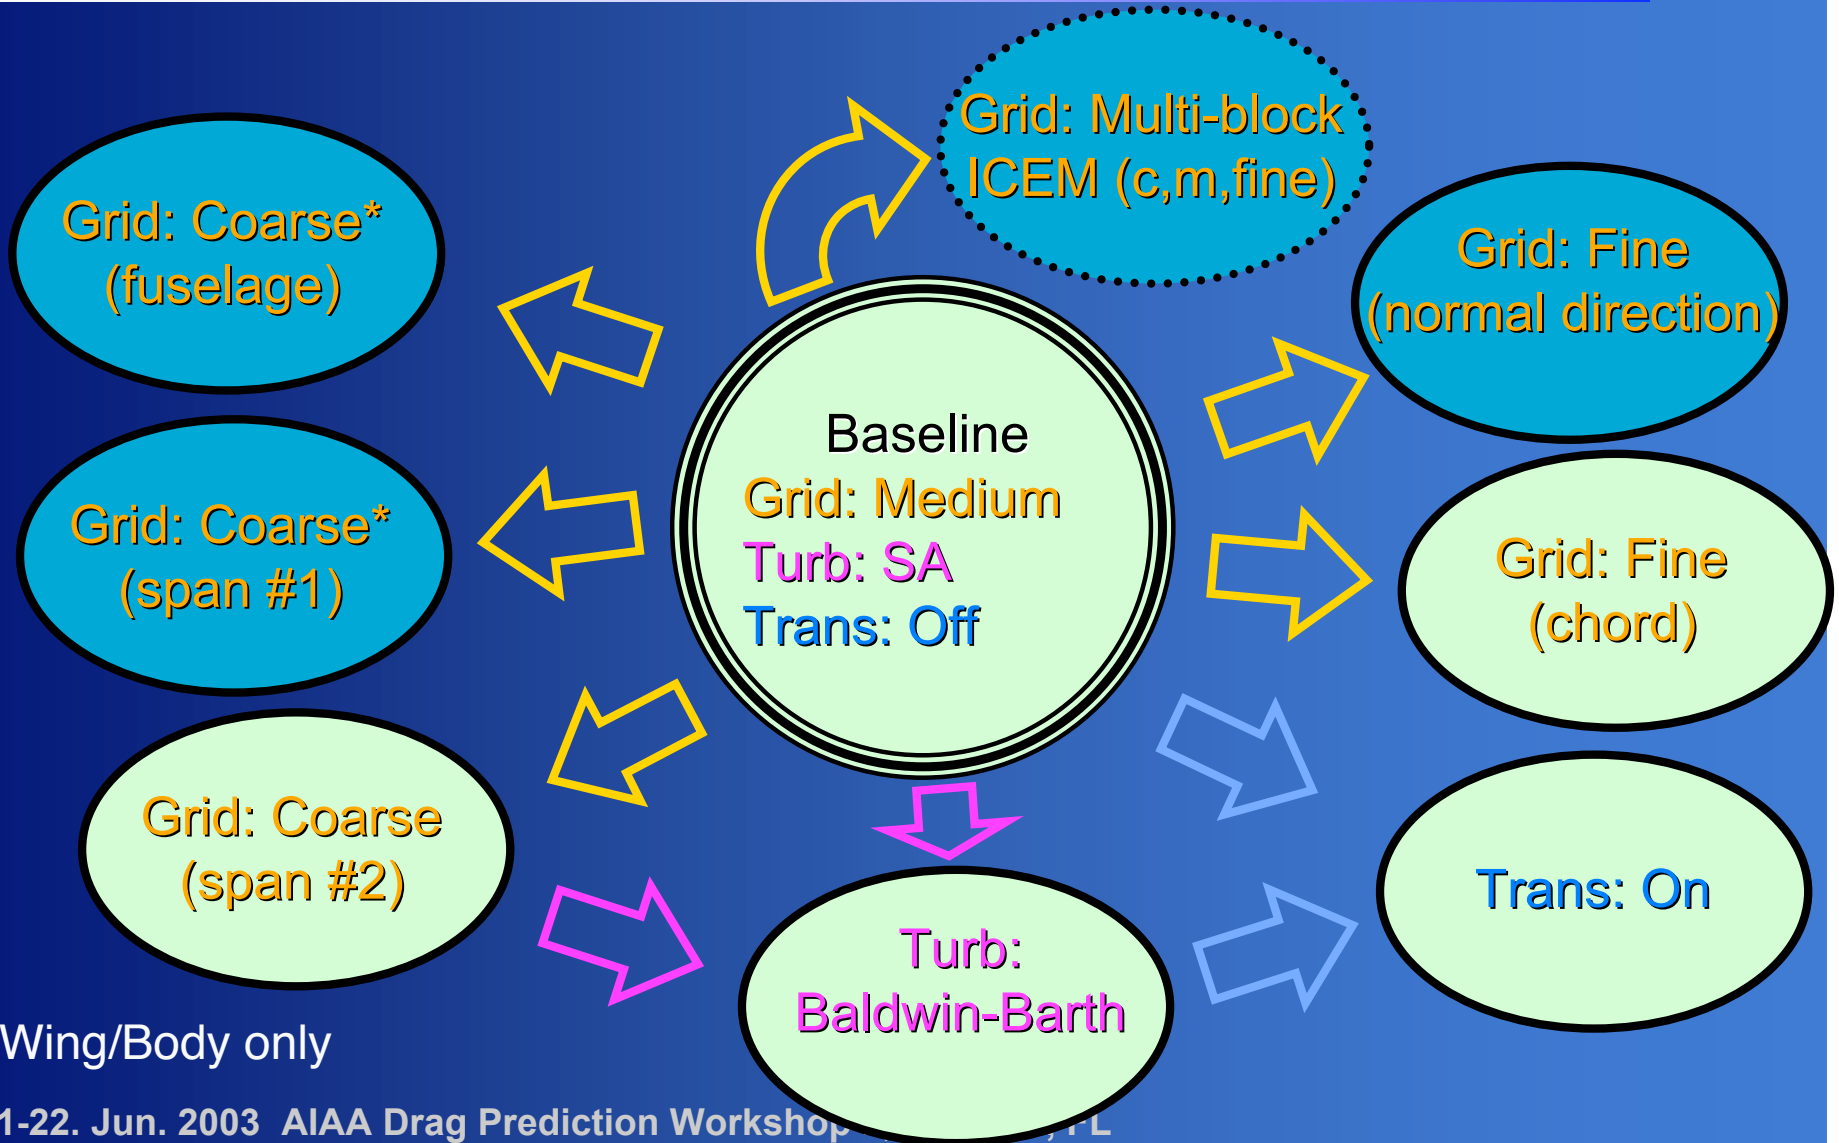 Grid: Multi-block
ICEM (c,m,fine)
Grid: Coarse*
(fuselage)
Grid: Fine
(normal direction)
Baseline
Grid: Medium
Turb: SA
Trans: Off
Grid: Coarse*
(span #1)
Grid: Fine
(chord)
Grid: Coarse
(span #2)
Trans: On
Turb:
Baldwin-Barth
Wing/Body only
1-22. Jun. 2003 AIAA Drag Prediction Workshop FL